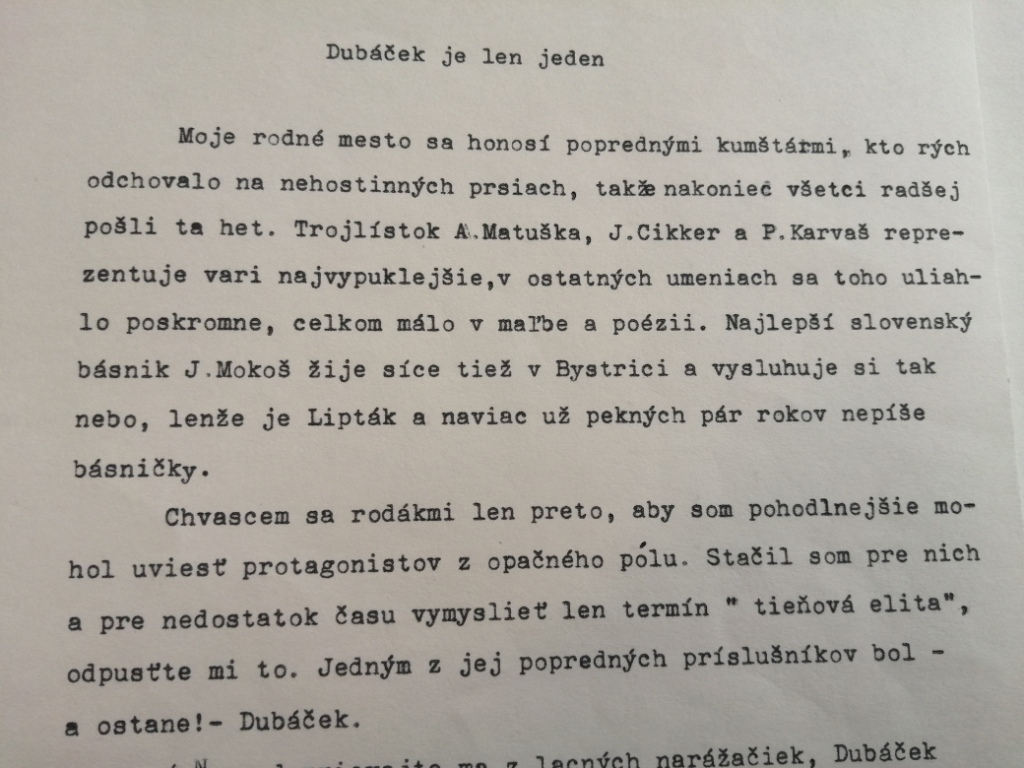 Dubáček je len jeden
Moje rodné mesto sa honosí poprednými kumštármi, kto rých
odchovalo na nehostinných prsiach, takže nakoniec všetci radšej
pošli ta het. Trojlístok A.Matuška, J.Cikker a P.Karvaš repre-
zentuje vari najvypuklejšie,v ostatných umeniach sa toho uliah-
lo poskromne, celkom málo v maľbe a poézii. Najlepší slovenský
básnik J.Mokoš žije síce tiež v Bystrici a vysluhuje si tak
nebo, lenže je Lipták a naviac už pekných pár rokov nepíše
básničky.
Chvascem sa rodákmi len preto, aby som pohodlnejšie mo-
hol uviesť protagonistov z opačného pólu. Stačil som pre nich
a pre nedostatok času vymyslieť len termín " tieňová elita",
odpusťte mi to. Jedným z jej popredných príslušníkov bol -
a ostane!- Dubáček.
ma z lacných narážačiek, Dubáček